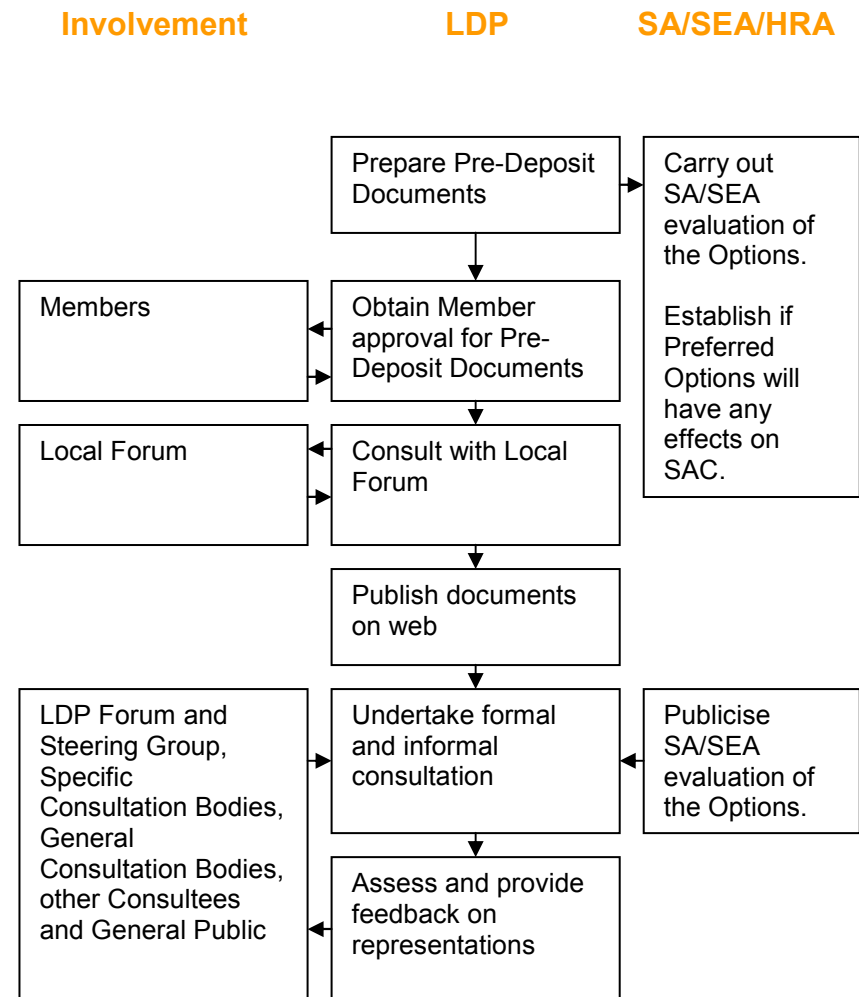 Involvement
LDP
SA/SEA/HRA
Prepare Pre-Deposit
Documents
Carry out
SA/SEA
evaluation of
the Options.
Establish if
Preferred
Options will
have any
effects on
SAC.
Members
Obtain Member
approval for Pre-
Deposit Documents
Local Forum
Consult with Local
Forum
Publish documents
on web
LDP Forum and
Steering Group,
Specific
Consultation Bodies,
General
Consultation Bodies,
other Consultees
and General Public
Undertake formal
and informal
consultation
Publicise
SA/SEA
evaluation of
the Options.
Assess and provide
feedback on
representations